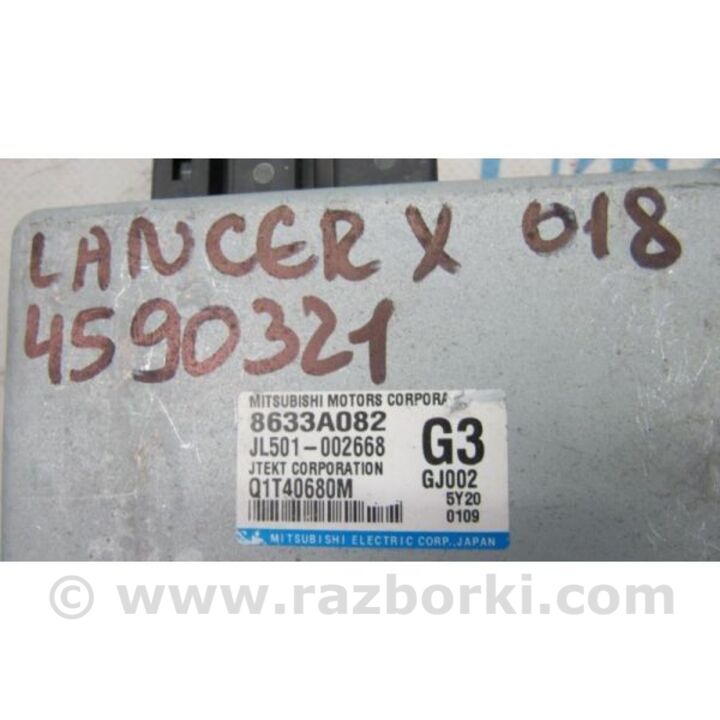 LANCER X 018
4590321
MITSUBISHI MOTORS CORPORA
8633A082
JL501-002668
G3
JTEKT CORPORATION
GJ002
Q1T40680M
5Y20
0109
MITSUBISHI ELECTRIC CORP., JAPAN
© www.razborki.com